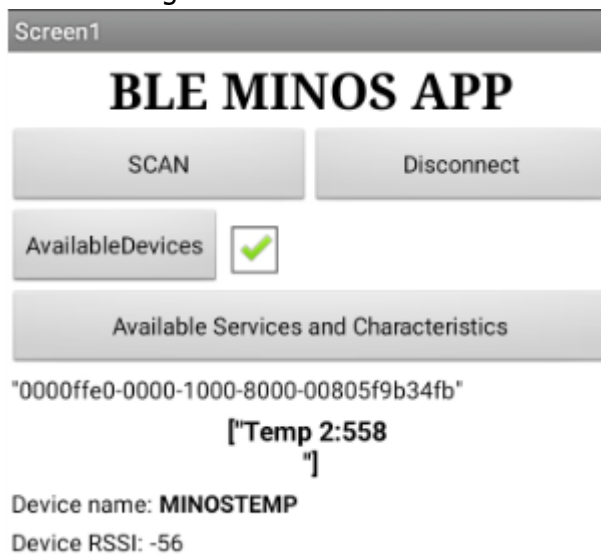 Screen1
BLE MINOS APP
SCAN Disconnect
AvailableDevices
Available Services and Characteristics
"0000ffe0-0000-1000-8000-00805f9b34fb"
["Temp 2:558
"]
Device name: MINOSTEMP
Device RSSI: -56